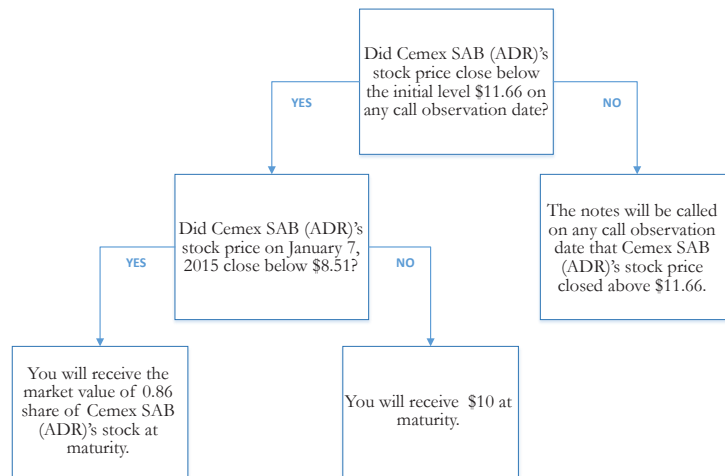 Did Cemex SAB (ADR)'s
stock price close below
the initial level $11.66 on
any call observation date?
YES
NO
Did Cemex SAB (ADR)'s
stock price on January 7,
2015 close below $8.51?
The notes will be called
on any call observation
date that Cemex SAB
(ADR)'s stock price
closed above $11.66.
YES
NO
You will receive the
market value of 0.86
share of Cemex SAB
(ADR)'s stock at
maturity.
You will receive $10 at
maturity.